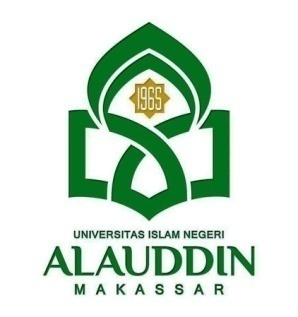 1965
UNIVERSITAS ISLAM NEGERI
ALAUDDIN
MAKASSAR